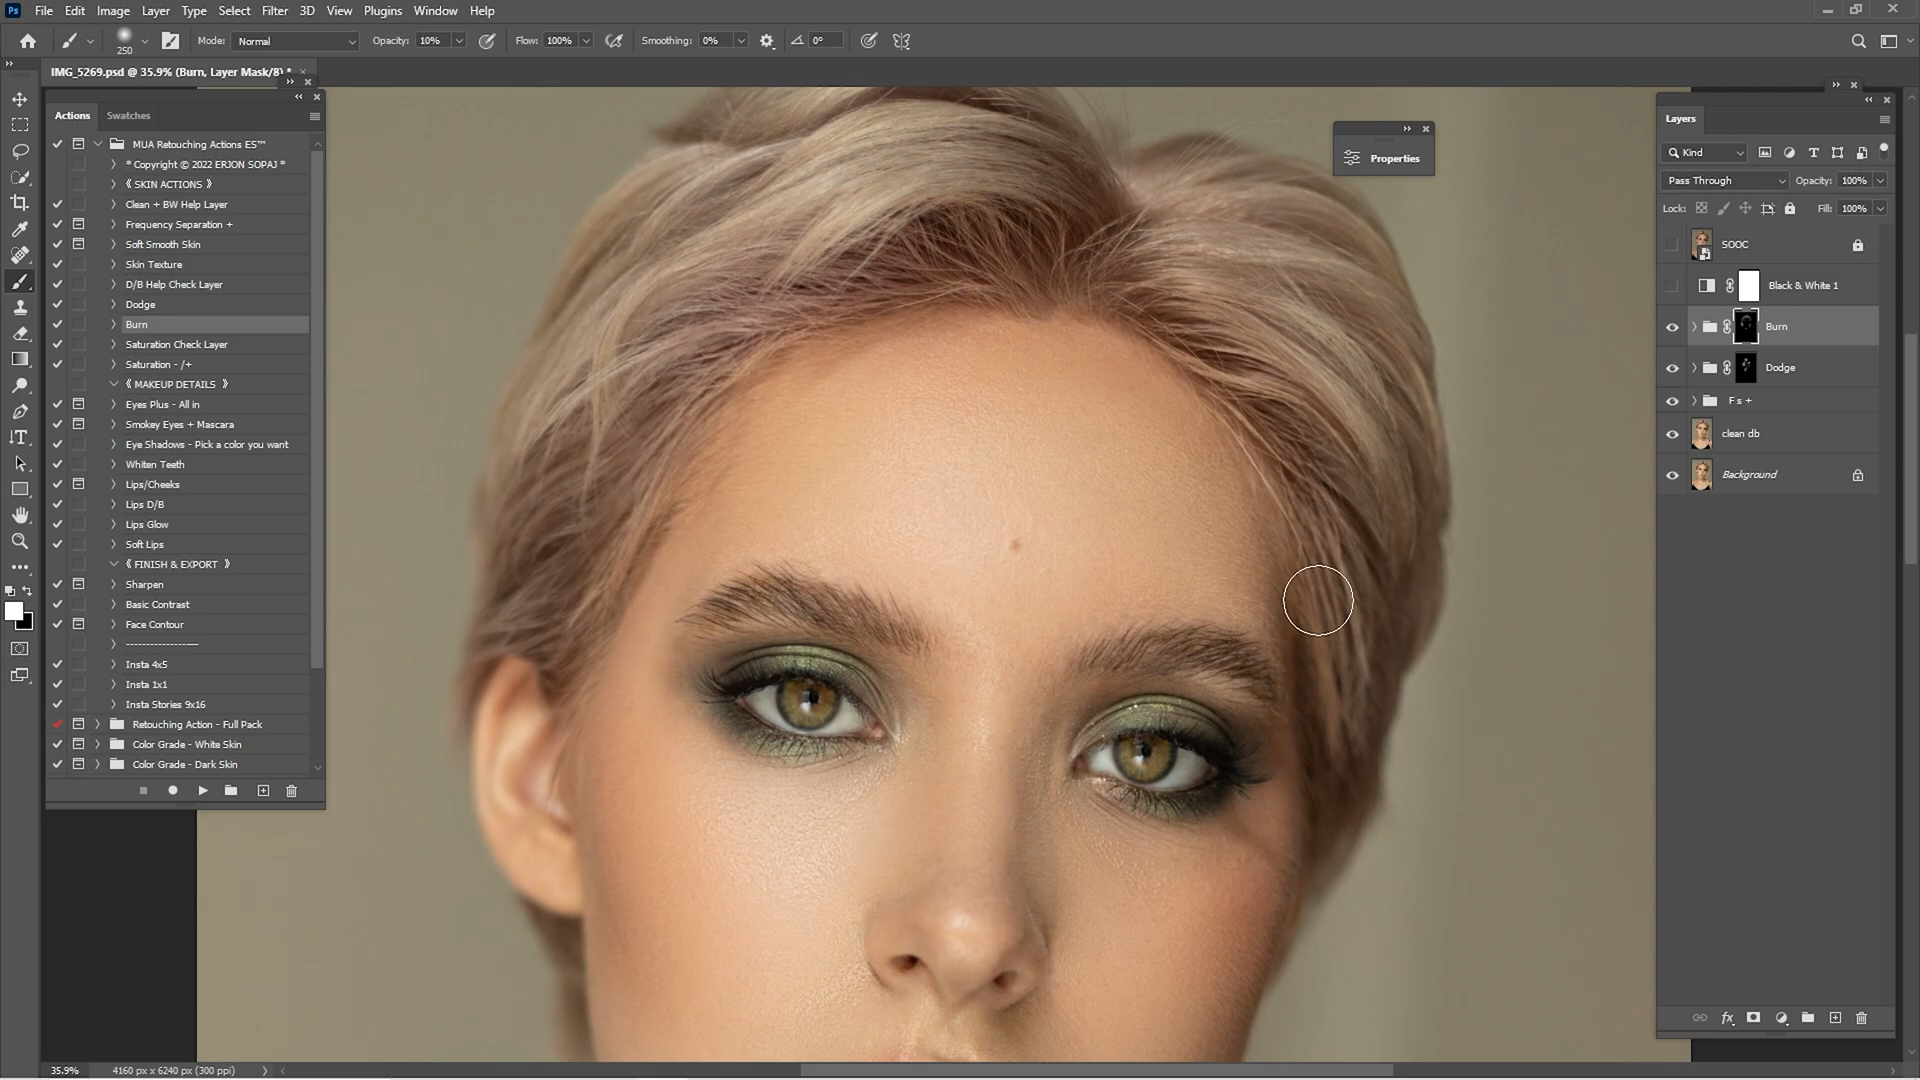 Ps File Edit Image Layer Type Select Filter 3D View Plugins Window Help
250 Mode: Normal Opacity: 10% Flow: 100% Smoothing: 0% 0°
IMG_5269.psd @ 35.9% (Burn, Layer Mask/8) *
Actions Swatches
MUA Retouching Actions ES™
* Copyright © 2022 ERJON SOPAJ *
《 SKIN ACTIONS 》
Clean + BW Help Layer
Frequency Separation +
Soft Smooth Skin
Skin Texture
D/B Help Check Layer
Dodge
Burn
Saturation Check Layer
Saturation - /+
《 MAKEUP DETAILS 》
Eyes Plus - All in
Smokey Eyes + Mascara
Eye Shadows - Pick a color you want
Whiten Teeth
Lips/Cheeks
Lips D/B
Lips Glow
Soft Lips
《 FINISH & EXPORT 》
Sharpen
Basic Contrast
Face Contour
--------------------
Insta 4x5
Insta 1x1
Insta Stories 9x16
Retouching Action - Full Pack
Color Grade - White Skin
Color Grade - Dark Skin
Properties
Layers
Kind
Pass Through Opacity: 100%
Lock: Fill: 100%
SOOC
Black & White 1
Burn
Dodge
F s +
clean db
Background
fx
35.9% 4160 px x 6240 px (300 ppi)